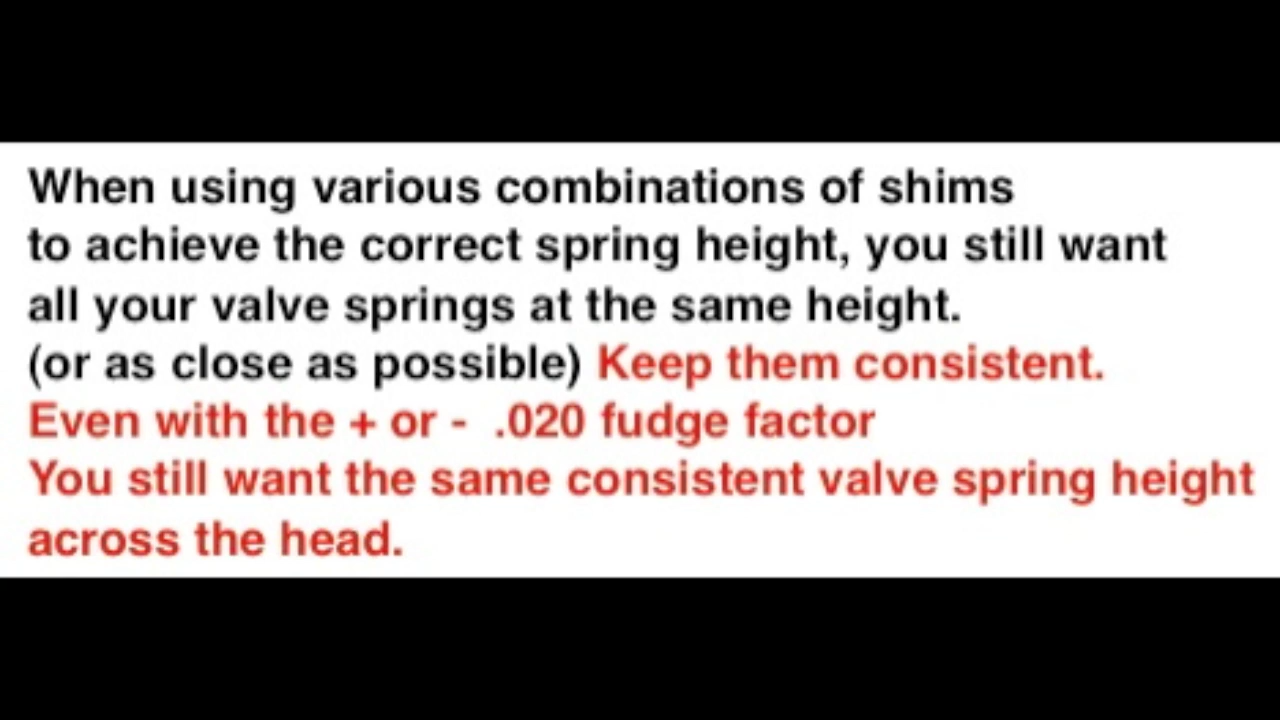 When using various combinations of shims
to achieve the correct spring height, you still want
all your valve springs at the same height.
(or as close as possible) Keep them consistent.
Even with the + or - .020 fudge factor
You still want the same consistent valve spring height
across the head.